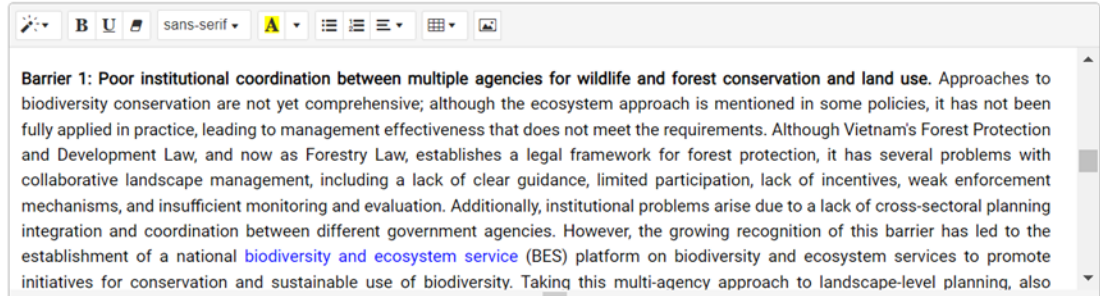 B U sans-serif A
Barrier 1: Poor institutional coordination between multiple agencies for wildlife and forest conservation and land use. Approaches to
biodiversity conservation are not yet comprehensive; although the ecosystem approach is mentioned in some policies, it has not been
fully applied in practice, leading to management effectiveness that does not meet the requirements. Although Vietnam's Forest Protection
and Development Law, and now as Forestry Law, establishes a legal framework for forest protection, it has several problems with
collaborative landscape management, including a lack of clear guidance, limited participation, lack of incentives, weak enforcement
mechanisms, and insufficient monitoring and evaluation. Additionally, institutional problems arise due to a lack of cross-sectoral planning
integration and coordination between different government agencies. However, the growing recognition of this barrier has led to the
establishment of a national biodiversity and ecosystem service (BES) platform on biodiversity and ecosystem services to promote
initiatives for conservation and sustainable use of biodiversity. Taking this multi-agency approach to landscape-level planning, also